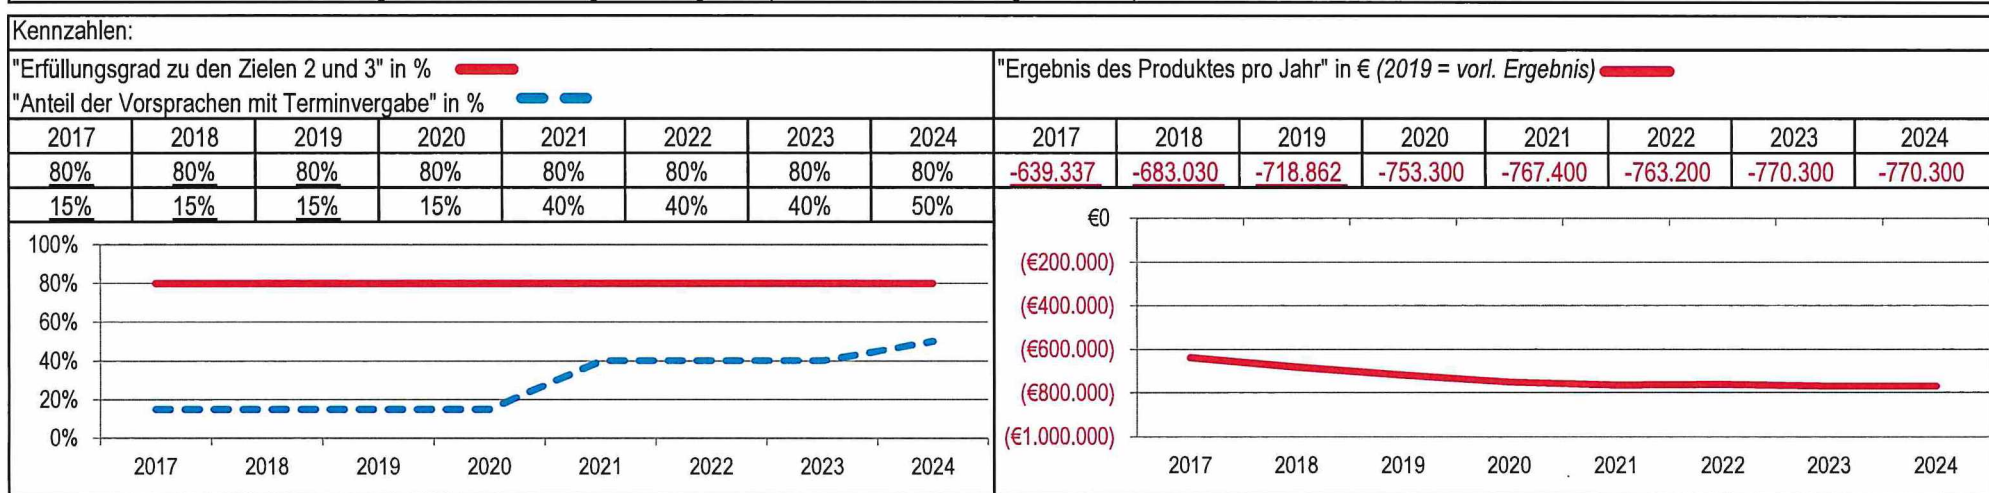 Kennzahlen:
"Erfüllungsgrad zu den Zielen 2 und 3" in %
"Anteil der Vorsprachen mit Terminvergabe" in %
2017 2018 2019 2020 2021 2022 2023 2024
80% 80% 80% 80% 80% 80% 80% 80%
15% 15% 15% 15% 40% 40% 40% 50%
100%
80%
60%
40%
20%
0%
2017 2018 2019 2020 2021 2022 2023 2024
"Ergebnis des Produktes pro Jahr" in € (2019 = vorl. Ergebnis)
2017 2018 2019 2020 2021 2022 2023 2024
-639.337 -683.030 -718.862 -753.300 -767.400 -763.200 -770.300 -770.300
€0
(€200.000)
(€400.000)
(€600.000)
(€800.000)
(€1.000.000)
2017 2018 2019 2020 2021 2022 2023 2024